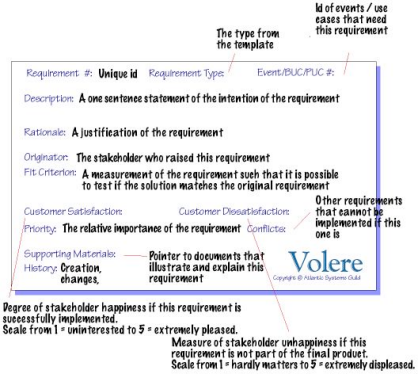 Id of events / use
cases that need
this requirement
The type from
the template
Requirement #: Unique id Requirement Type: Event/BUC/PUC #:
Description: A one sentence statement of the intention of the requirement
Rationale: A justification of the requirement
Originator: The stakeholder who raised this requirement
Fit Criterion: A measurement of the requirement such that it is possible
to test if the solution matches the original requirement
Other requirements
that cannot be
implemented if this
one is
Customer Satisfaction: Customer Dissatisfaction:
Priority: The relative importance of the requirement Conflicts:
Supporting Materials: Pointer to documents that
illustrate and explain this
requirement
History: Creation,
changes,
Volere
Copyright © Atlantic Systems Guild
Degree of stakeholder happiness if this requirement is
successfully implemented.
Scale from 1 = uninterested to 5 = extremely pleased.
Measure of stakeholder unhappiness if this
requirement is not part of the final product.
Scale from 1 = hardly matters to 5 = extremely displeased.